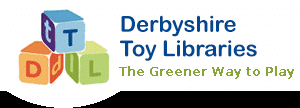 Derbyshire
Toy Libraries
The Greener Way to Play
t T
D d L